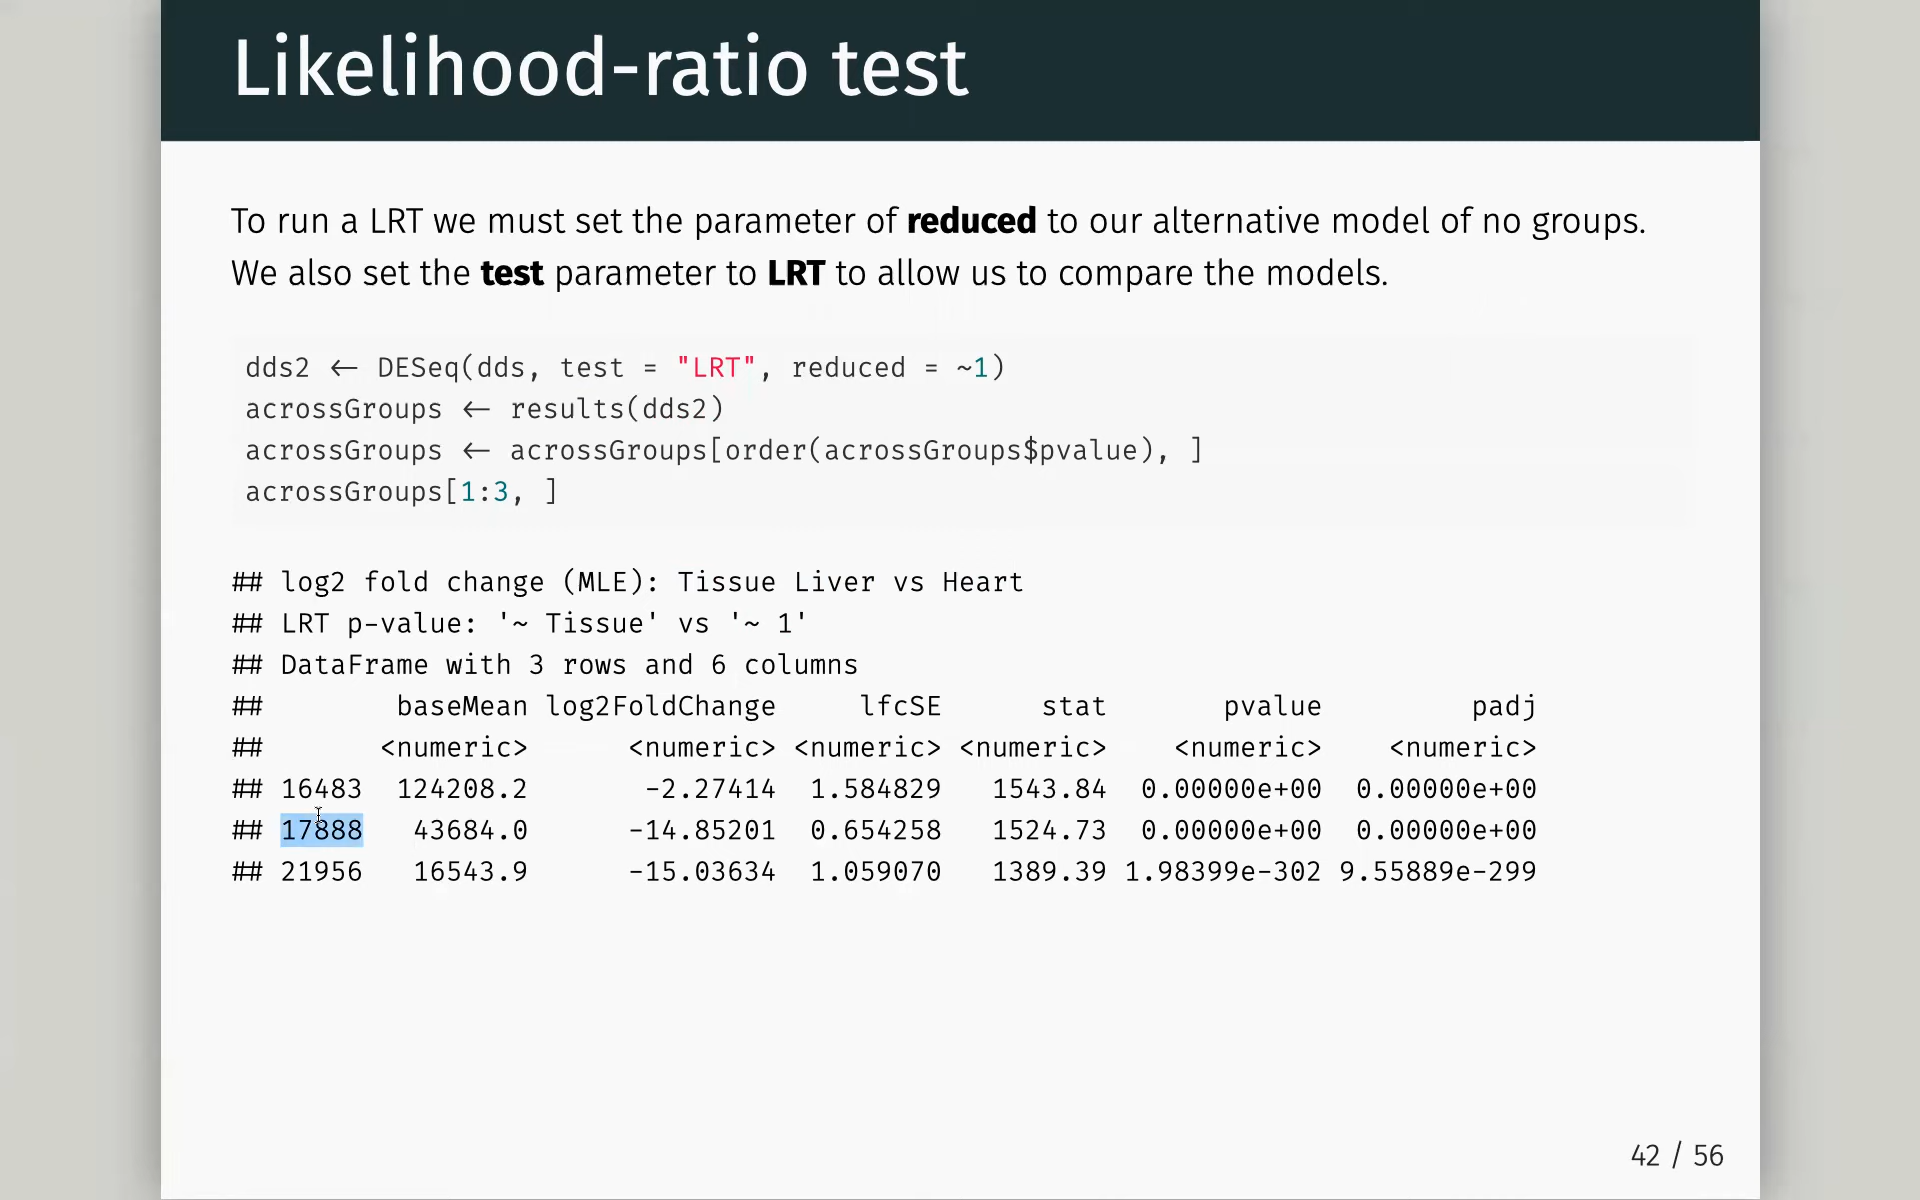 Likelihood-ratio test
To run a LRT we must set the parameter of reduced to our alternative model of no groups.
We also set the test parameter to LRT to allow us to compare the models.
dds2 <- DESeq(dds, test = "LRT", reduced = ~1)
acrossGroups <- results(dds2)
acrossGroups <- acrossGroups[order(acrossGroups$pvalue), ]
acrossGroups[1:3, ]
## log2 fold change (MLE): Tissue Liver vs Heart
## LRT p-value: '~ Tissue' vs '~ 1'
## DataFrame with 3 rows and 6 columns
## baseMean log2FoldChange lfcSE stat pvalue padj
## <numeric> <numeric> <numeric> <numeric> <numeric> <numeric>
## 16483 124208.2 -2.27414 1.584829 1543.84 0.00000e+00 0.00000e+00
## 17888 43684.0 -14.85201 0.654258 1524.73 0.00000e+00 0.00000e+00
## 21956 16543.9 -15.03634 1.059070 1389.39 1.98399e-302 9.55889e-299
42 / 56